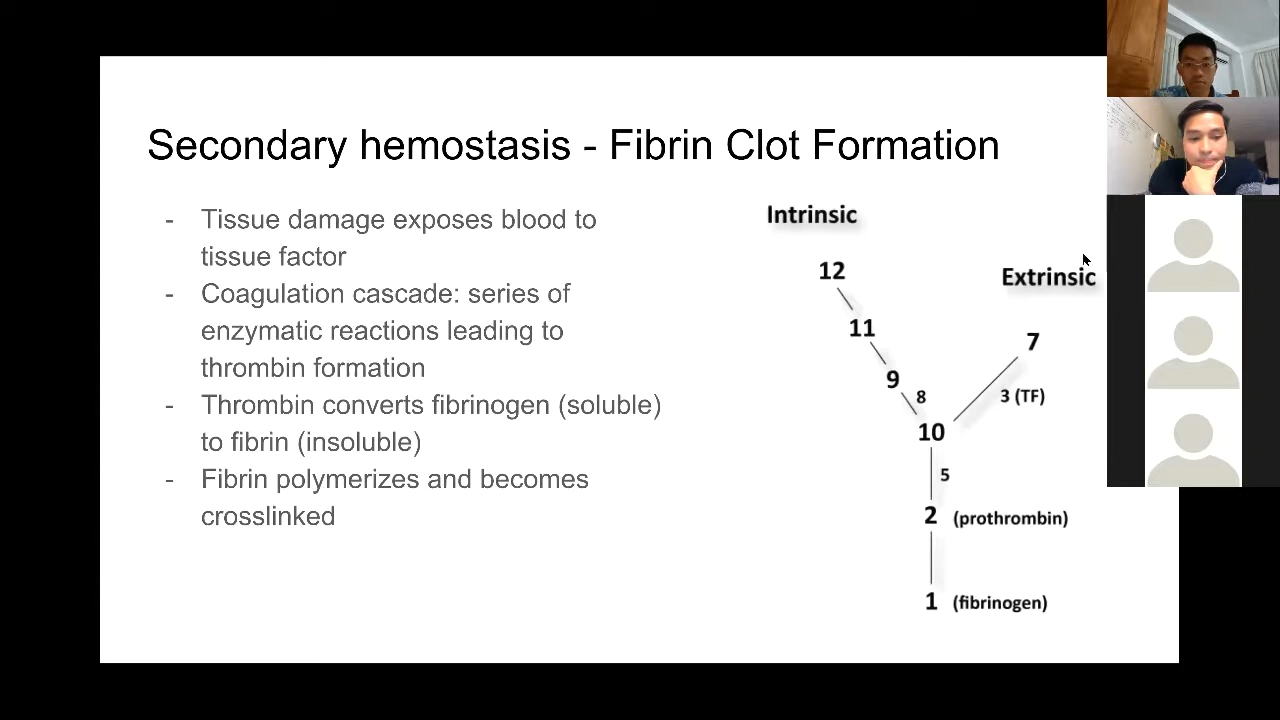 Secondary hemostasis - Fibrin Clot Formation
- Tissue damage exposes blood to
tissue factor
- Coagulation cascade: series of
enzymatic reactions leading to
thrombin formation
- Thrombin converts fibrinogen (soluble)
to fibrin (insoluble)
- Fibrin polymerizes and becomes
crosslinked
Intrinsic
12
Extrinsic
11
7
9
8
3 (TF)
10
5
2 (prothrombin)
1 (fibrinogen)